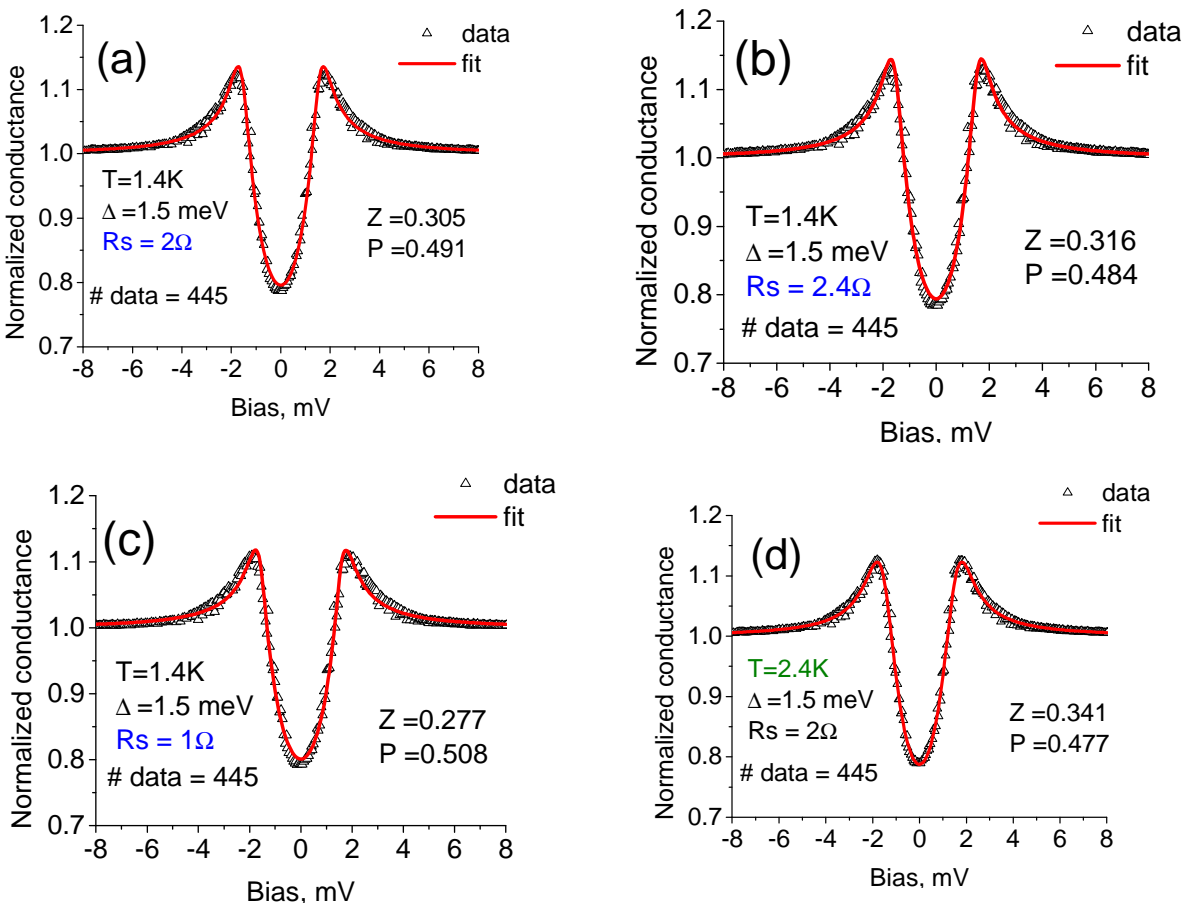 (a)
data
fit
Normalized conductance
1.2
1.1
1.0
0.9
0.8
0.7
T=1.4K
Δ =1.5 meV
Rs = 2Ω
# data = 445
Z =0.305
P =0.491
-8 -6 -4 -2 0 2 4 6 8
Bias, mV
(b)
data
fit
Normalized conductance
1.2
1.1
1.0
0.9
0.8
0.7
T=1.4K
Δ =1.5 meV
Rs = 2.4Ω
# data = 445
Z =0.316
P =0.484
-8 -6 -4 -2 0 2 4 6 8
Bias, mV
(c)
data
fit
Normalized conductance
1.2
1.1
1.0
0.9
0.8
0.7
T=1.4K
Δ =1.5 meV
Rs = 1Ω
# data = 445
Z =0.277
P =0.508
-8 -6 -4 -2 0 2 4 6 8
Bias, mV
(d)
data
fit
Normalized conductance
1.2
1.1
1.0
0.9
0.8
0.7
T=2.4K
Δ =1.5 meV
Rs = 2Ω
# data = 445
Z =0.341
P =0.477
-8 -6 -4 -2 0 2 4 6 8
Bias, mV